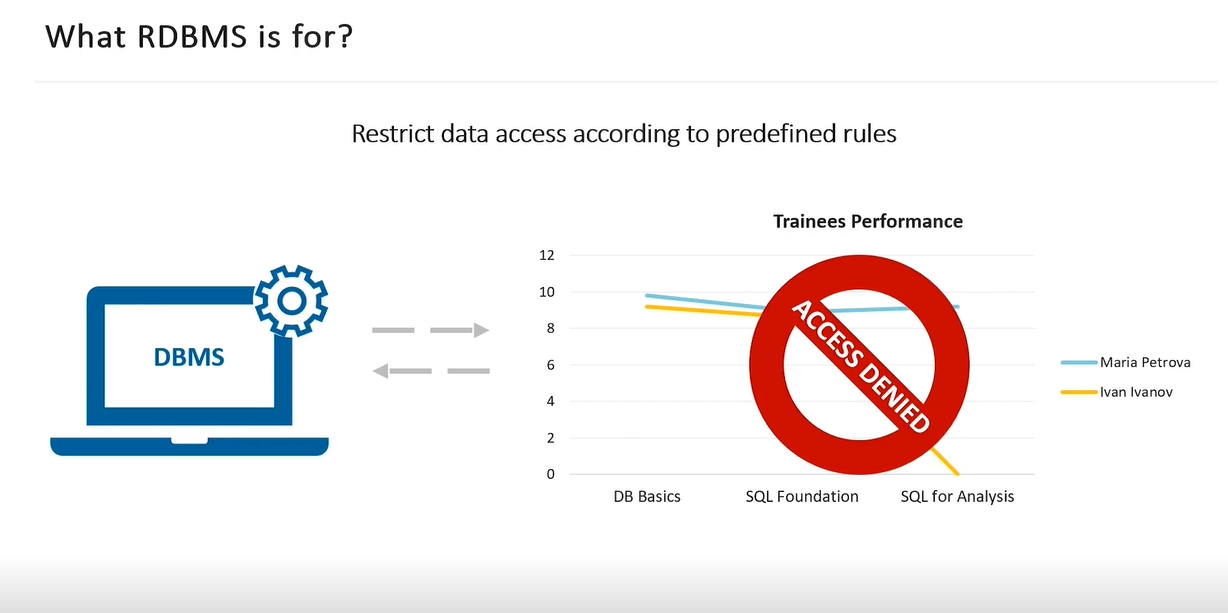 What RDBMS is for?
Restrict data access according to predefined rules
DBMS
Trainees Performance
12
10
8
6
4
2
0
ACCESS DENIED
DB Basics
SQL Foundation
SQL for Analysis
Maria Petrova
Ivan Ivanov